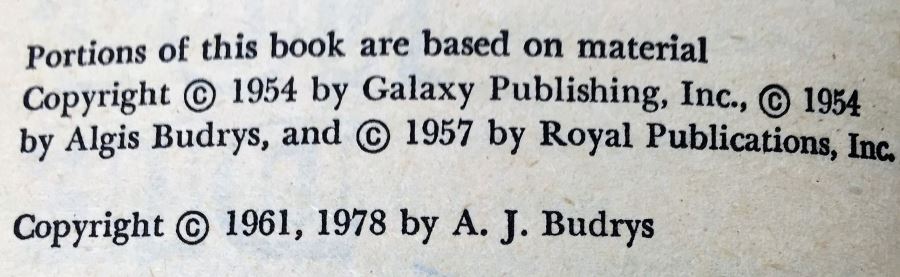 Portions of this book are based on material
Copyright © 1954 by Galaxy Publishing, Inc., © 1954
by Algis Budrys, and © 1957 by Royal Publications, Inc.
Copyright © 1961, 1978 by A. J. Budrys